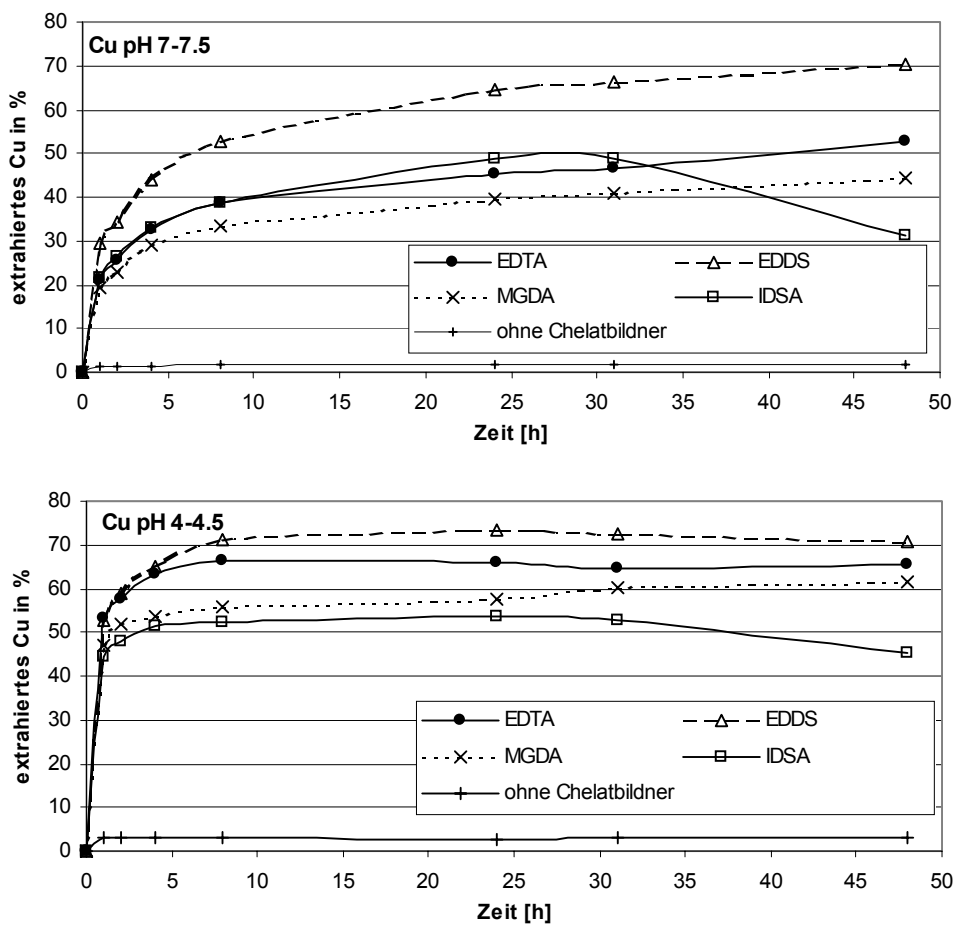 80
Cu pH 7-7.5
70
60
50
40
30
20
10
0
extrahiertes Cu in %
EDTA EDDS
MGDA IDSA
ohne Chelatbildner
0 5 10 15 20 25 30 35 40 45 50
Zeit [h]
80
Cu pH 4-4.5
70
60
50
40
30
20
10
0
extrahiertes Cu in %
EDTA EDDS
MGDA IDSA
ohne Chelatbildner
0 5 10 15 20 25 30 35 40 45 50
Zeit [h]